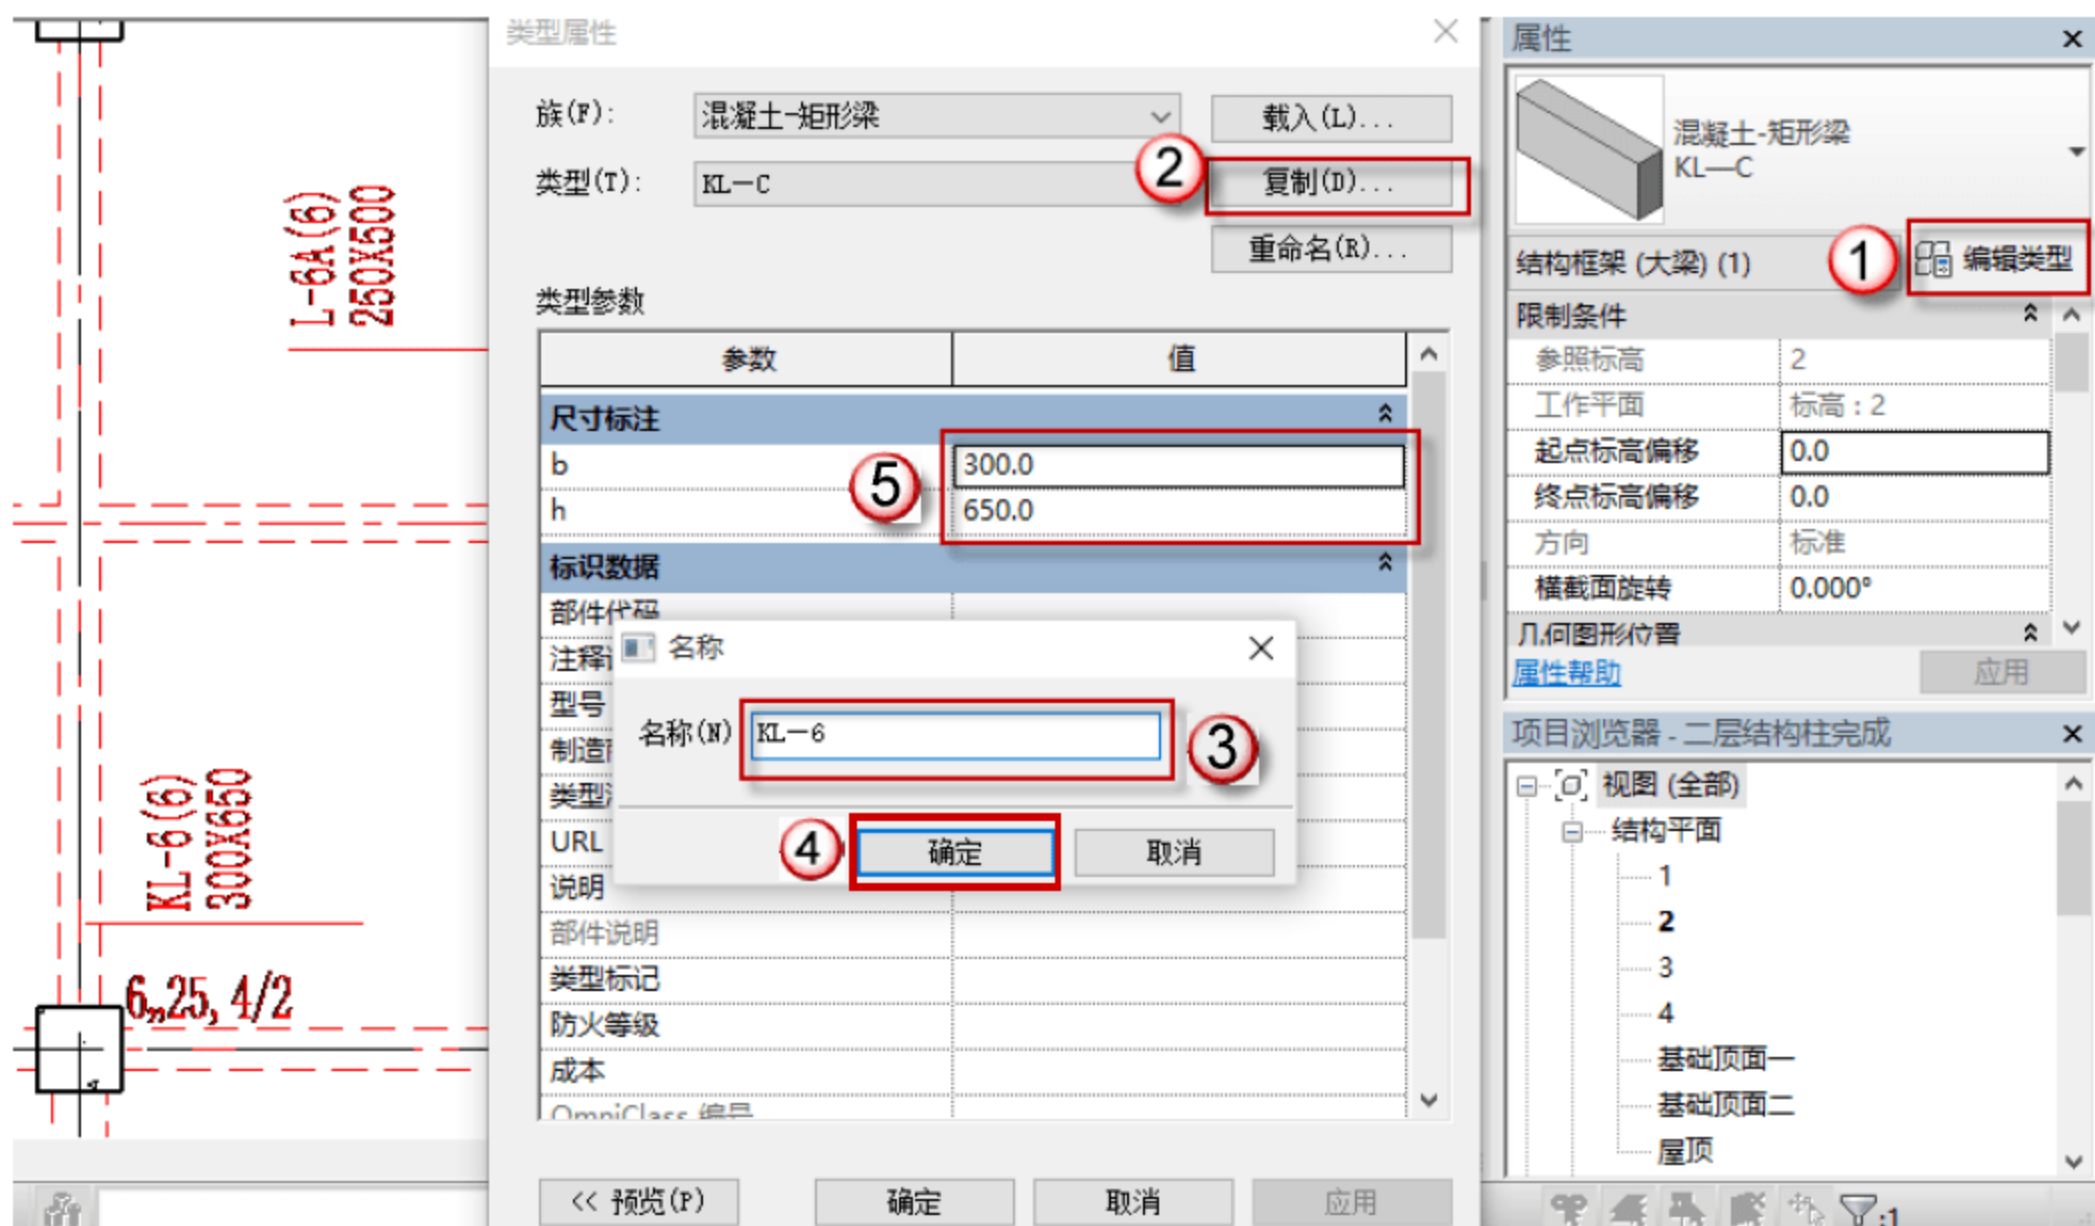 L-6A(6)
250X500
KL-6(6)
300X650
6,,25, 4/2
类型属性
族(F):
混凝土-矩形梁
载入(L)...
类型(T):
KL—C
2
复制(D)...
重命名(R)...
类型参数
参数
值
尺寸标注
b
5
300.0
h
650.0
标识数据
部件代码
注释
型号
制造
类型
URL
说明
部件说明
类型标记
防火等级
成本
OmniClass 编号
名称
名称(N)
KL—6
3
4
确定
取消
<< 预览(P)
确定
取消
应用
属性
混凝土-矩形梁
KL—C
结构框架 (大梁) (1)
1
编辑类型
限制条件
参照标高
2
工作平面
标高 : 2
起点标高偏移
0.0
终点标高偏移
0.0
方向
标准
横截面旋转
0.000°
几何图形位置
属性帮助
应用
项目浏览器 - 二层结构柱完成
视图 (全部)
结构平面
1
2
3
4
基础顶面一
基础顶面二
屋顶
:1